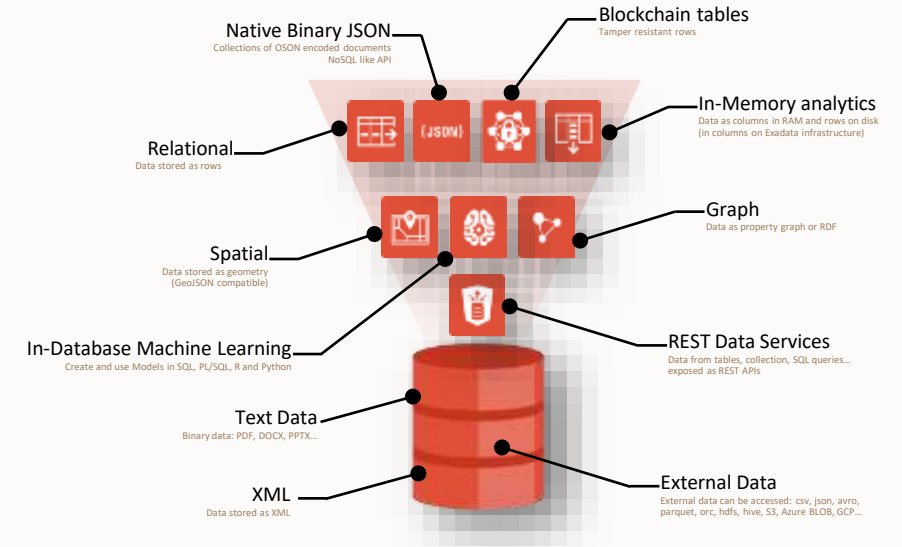 Blockchain tables
Tamper resistant rows
Native Binary JSON
Collections of OSON encoded documents
NoSQL like API
In-Memory analytics
Data as columns in RAM and rows on disk
(in columns on Exadata infrastructure)
{JSON}
Relational
Data stored as rows
Graph
Data as property graph or RDF
Spatial
Data stored as geometry
(GeoJSON compatible)
REST Data Services
Data from tables, collection, SQL queries...
exposed as REST APIs
In-Database Machine Learning
Create and use Models in SQL, PL/SQL, R and Python
Text Data
Binary data: PDF, DOCX, PPTX...
External Data
External data can be accessed: csv, json, avro,
parquet, orc, hdfs, hive, S3, Azure BLOB, GCP...
XML
Data stored as XML